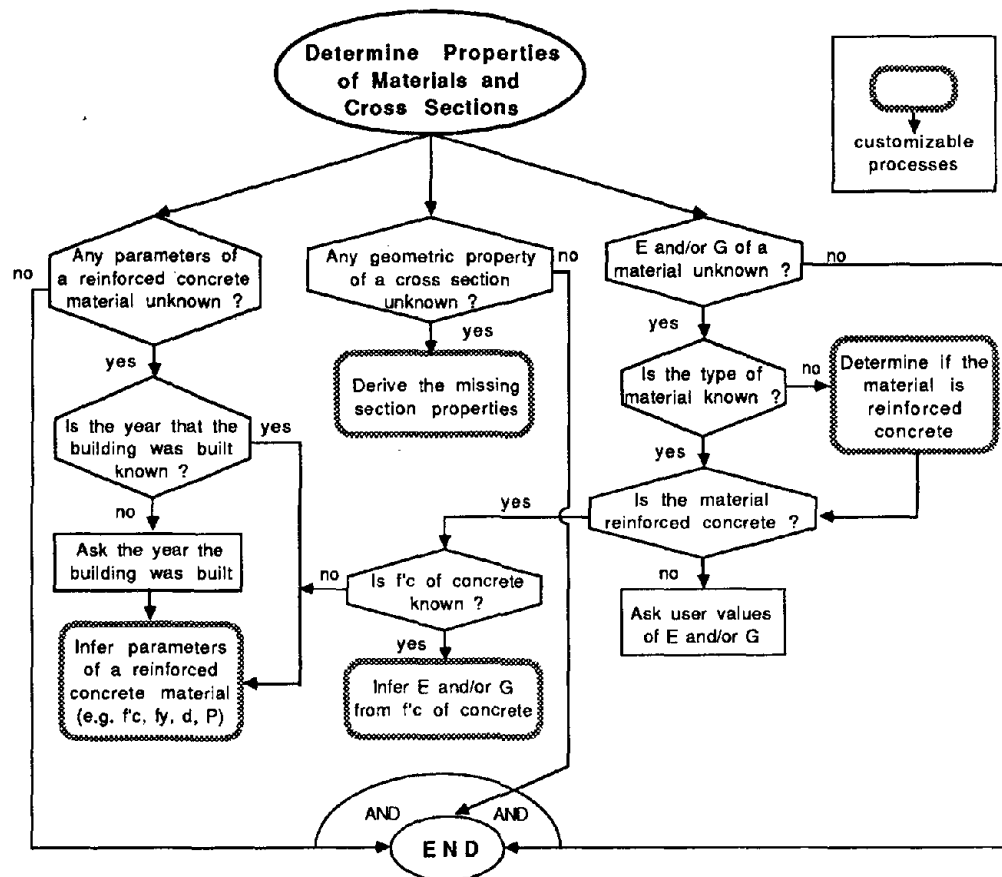 Determine Properties
of Materials and
Cross Sections
customizable
processes
Any parameters of
a reinforced concrete
material unknown ?
no
yes
Any geometric property
of a cross section
unknown ?
no
yes
E and/or G of a
material unknown ?
no
yes
Derive the missing
section properties
Is the type of
material known ?
no
yes
Determine if the
material is
reinforced
concrete
Is the year that the
building was built
known ?
yes
no
Is the material
reinforced concrete ?
yes
no
Ask the year the
building was built
Is f'c of concrete
known ?
no
yes
Ask user values
of E and/or G
Infer parameters
of a reinforced
concrete material
(e.g. f'c, fy, d, P)
Infer E and/or G
from f'c of concrete
AND
AND
END